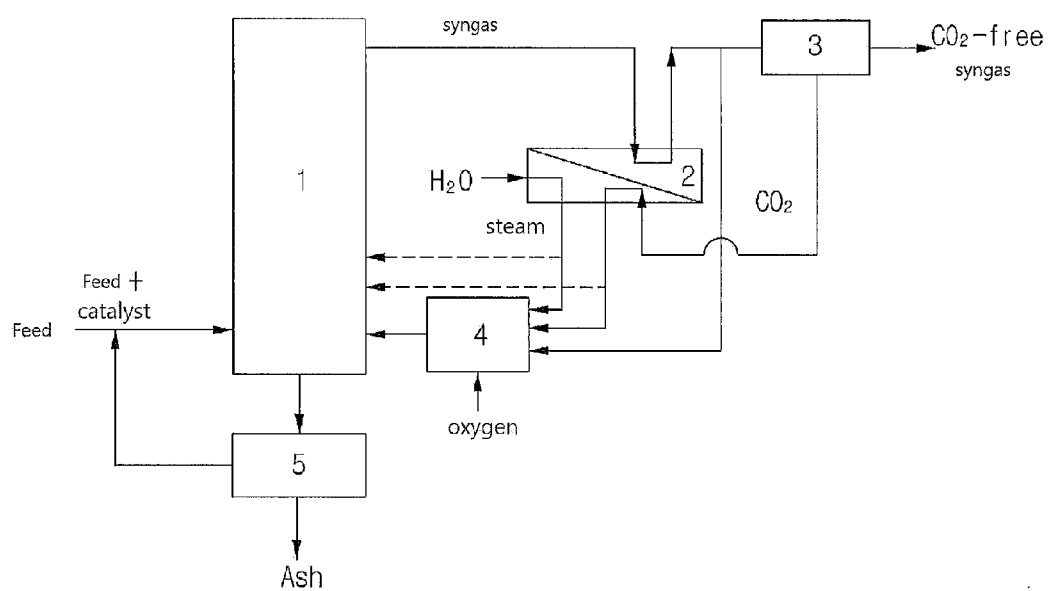 syngas
CO₂-free
syngas
3
1
2
H₂O
CO₂
steam
Feed +
catalyst
Feed
4
oxygen
5
Ash